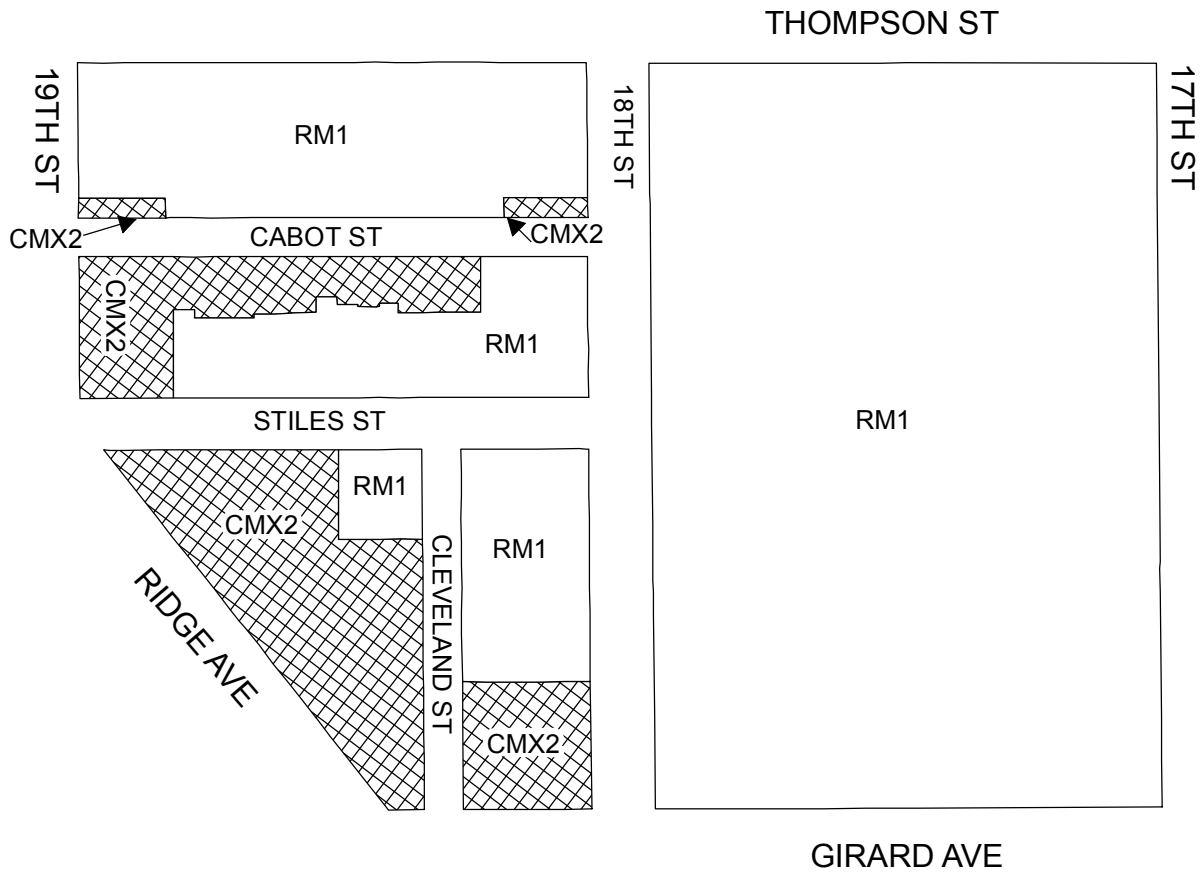 THOMPSON ST
19TH ST
RM1
18TH ST
17TH ST
CMX2
CABOT ST
CMX2
CMX2
RM1
RM1
STILES ST
RM1
CMX2
RM1
CLEVELAND ST
RIDGE AVE
CMX2
GIRARD AVE